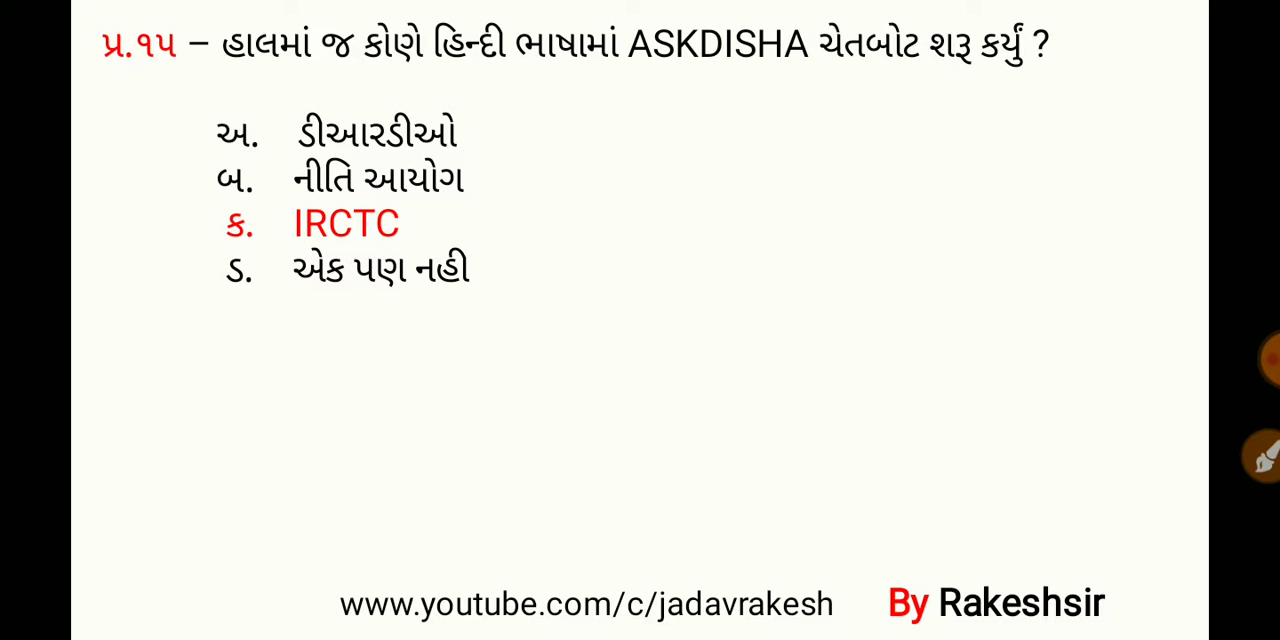 પ્ર.૧૫ – હાલમાં જ કોણે હિન્દી ભાષામાં ASKDISHA ચેતબોટ શરૂ કર્યું ?
અ. ડીઆરડીઓ
બ. નીતિ આયોગ
ક. IRCTC
ડ. એક પણ નહી
www.youtube.com/c/jadavrakesh By Rakeshsir